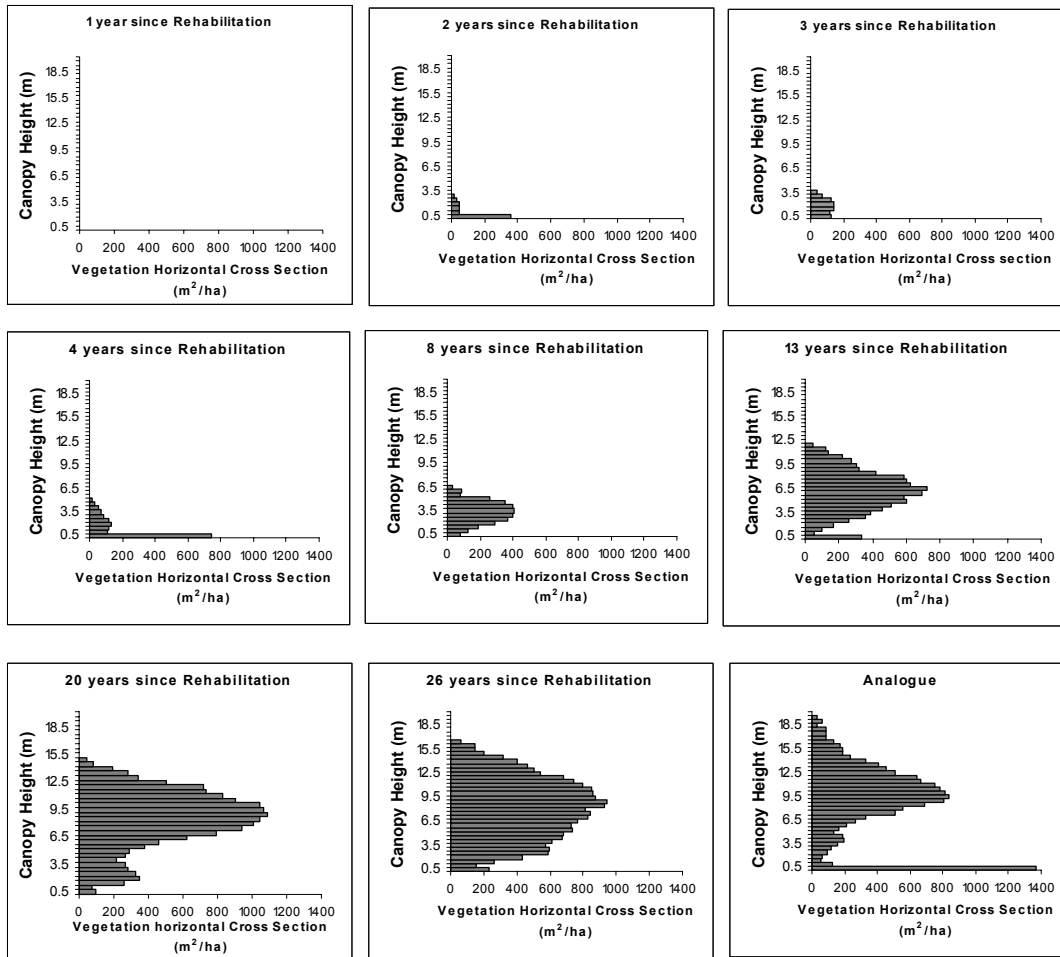 1 year since Rehabilitation
Canopy Height (m)
18.5
15.5
12.5
9.5
6.5
3.5
0.5
0 200 400 600 800 1000 1200 1400
Vegetation Horizontal Cross Section
(m²/ha)
2 years since Rehabilitation
Canopy Height (m)
18.5
15.5
12.5
9.5
6.5
3.5
0.5
0 200 400 600 800 1000 1200 1400
Vegetation Horizontal Cross Section
(m²/ha)
3 years since Rehabilitation
Canopy Height (m)
18.5
15.5
12.5
9.5
6.5
3.5
0.5
0 200 400 600 800 1000 1200 1400
Vegetation Horizontal Cross section
(m²/ha)
4 years since Rehabilitation
Canopy Height (m)
18.5
15.5
12.5
9.5
6.5
3.5
0.5
0 200 400 600 800 1000 1200 1400
Vegetation Horizontal Cross Section
(m²/ha)
8 years since Rehabilitation
Canopy Height (m)
18.5
15.5
12.5
9.5
6.5
3.5
0.5
0 200 400 600 800 1000 1200 1400
Vegetation Horizontal Cross Section
(m²/ha)
13 years since Rehabilitation
Canopy Height (m)
18.5
15.5
12.5
9.5
6.5
3.5
0.5
0 200 400 600 800 1000 1200 1400
Vegetation Horizontal Cross Section
(m²/ha)
20 years since Rehabilitation
Canopy Height (m)
18.5
15.5
12.5
9.5
6.5
3.5
0.5
0 200 400 600 800 1000 1200 1400
Vegetation horizontal Cross Section
(m²/ha)
26 years since Rehabilitation
Canopy Height (m)
18.5
15.5
12.5
9.5
6.5
3.5
0.5
0 200 400 600 800 1000 1200 1400
Vegetation Horizontal Cross Section
(m²/ha)
Analogue
Canopy Height (m)
18.5
15.5
12.5
9.5
6.5
3.5
0.5
0 200 400 600 800 1000 1200 1400
Vegetation Horizontal Cross Section
(m²/ha)